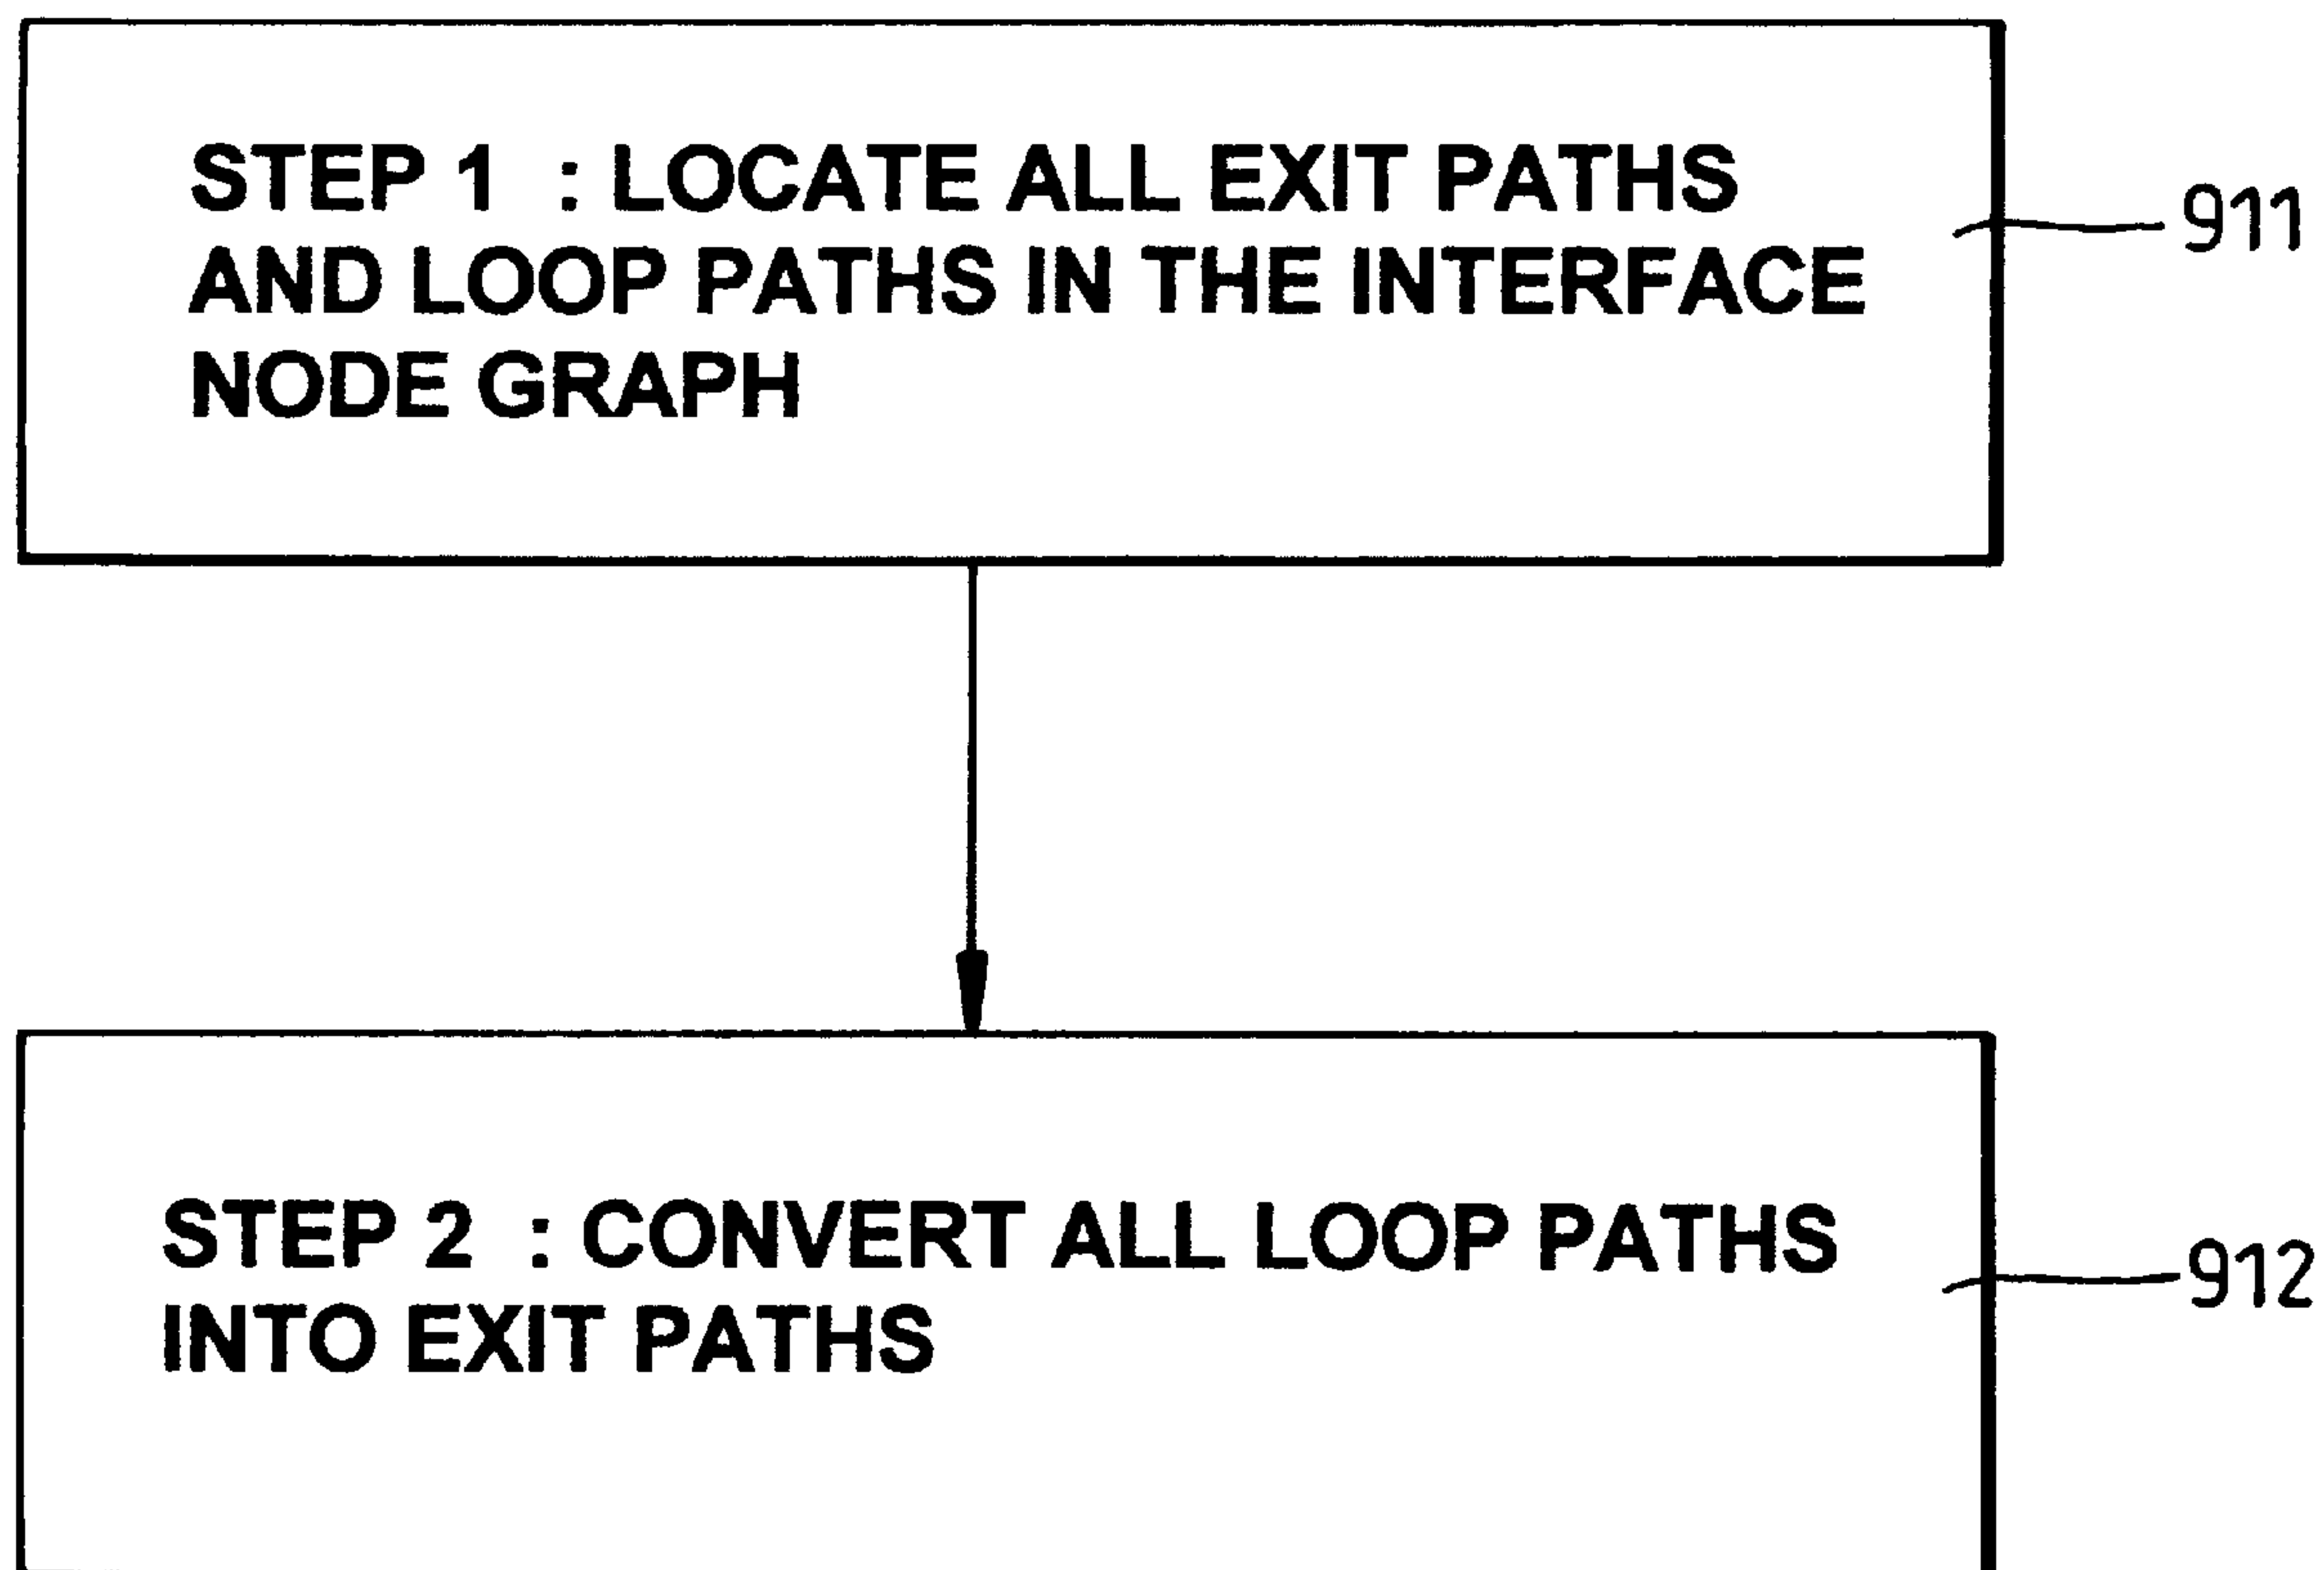 STEP 1 : LOCATE ALL EXIT PATHS
AND LOOP PATHS IN THE INTERFACE
NODE GRAPH
911
STEP 2 : CONVERT ALL LOOP PATHS
INTO EXIT PATHS
912